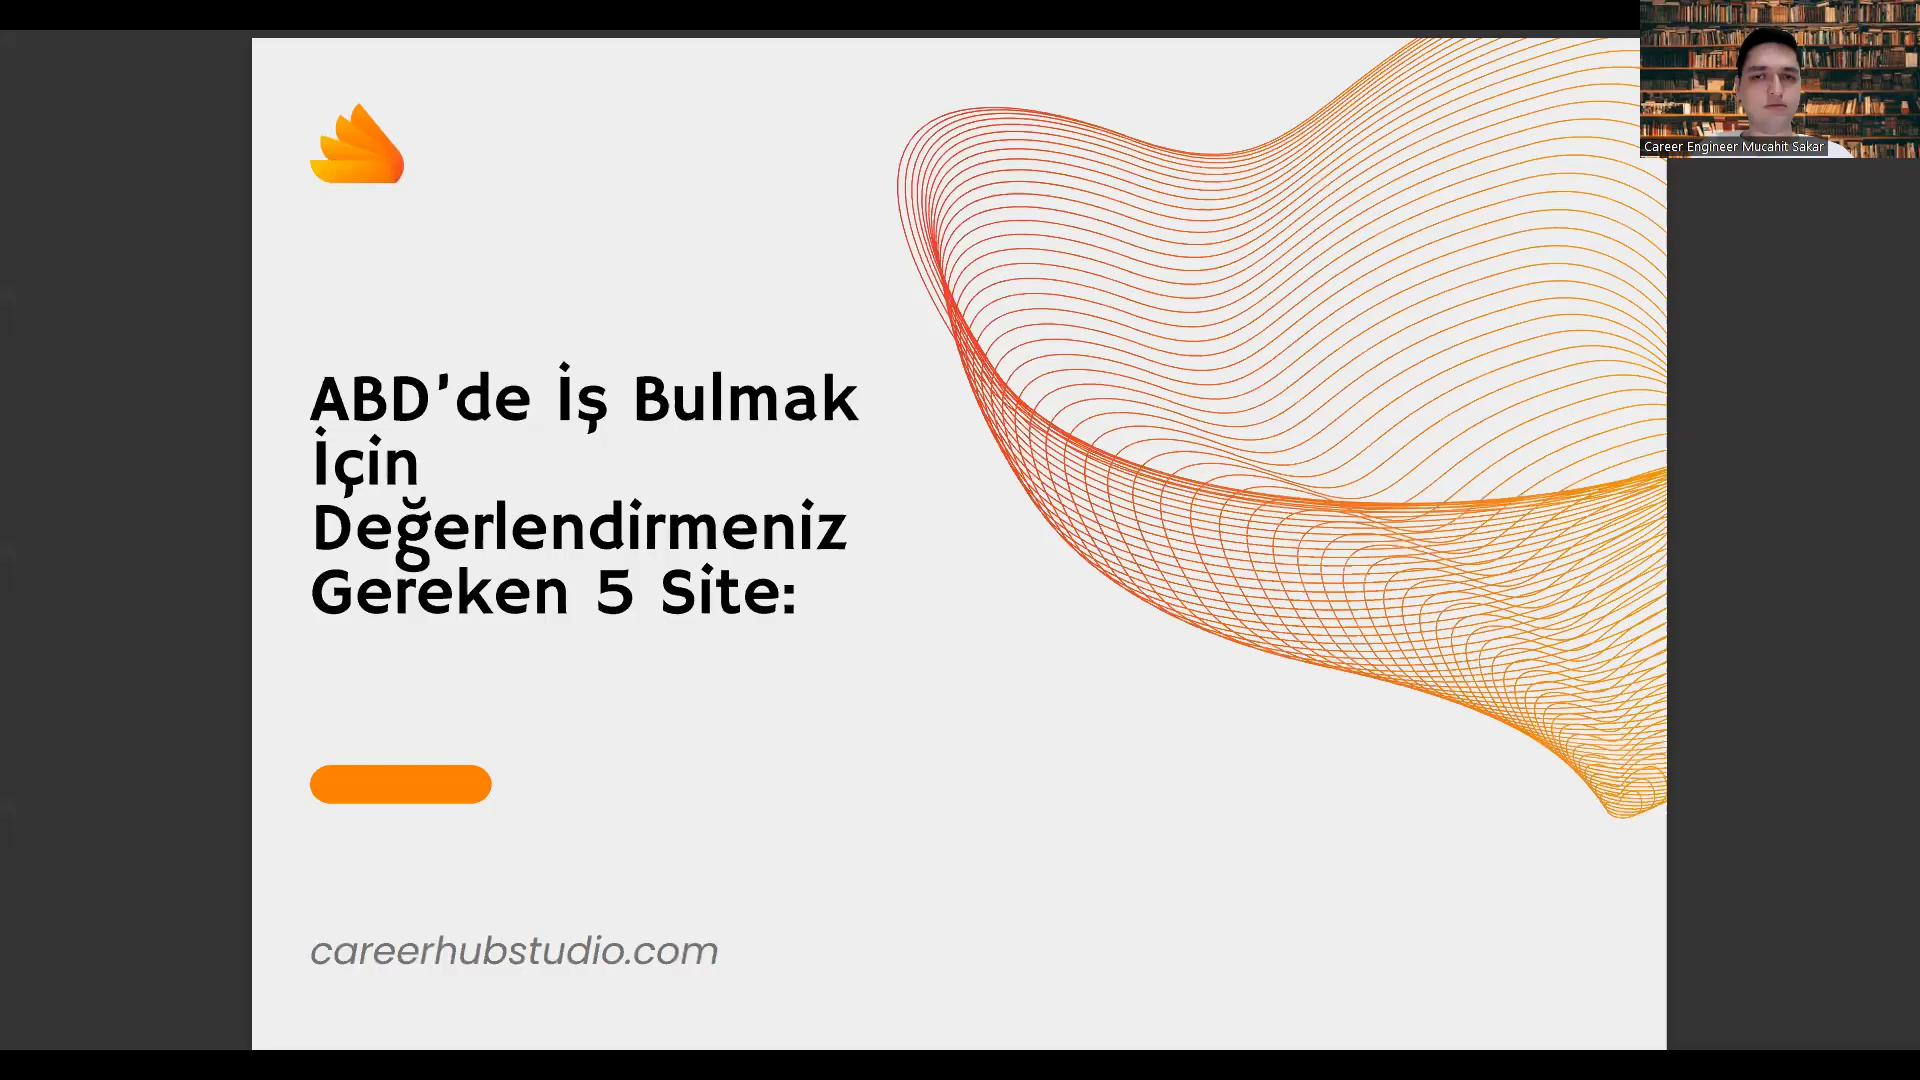 Career Engineer Mucahit Sakar
ABD'de İş Bulmak
İçin
Değerlendirmeniz
Gereken 5 Site:
careerhubstudio.com